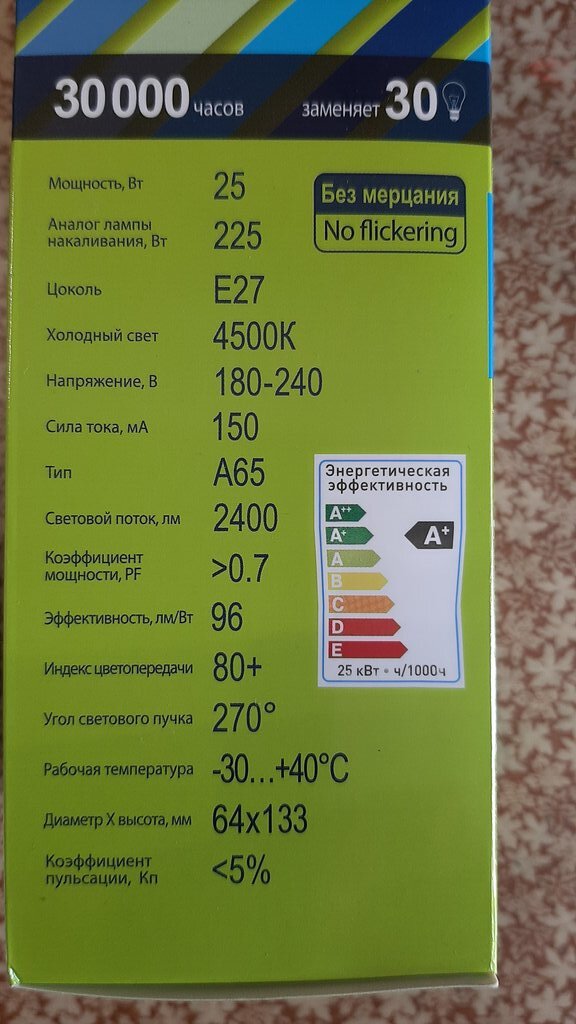 30 000 часов заменяет 30
Мощность, Вт 25
Без мерцания
No flickering
Аналог лампы
накаливания, Вт 225
Цоколь E27
Холодный свет 4500K
Напряжение, В 180-240
Сила тока, мА 150
Тип A65
Световой поток, лм 2400
Коэффициент
мощности, PF >0.7
Эффективность, лм/Вт 96
Индекс цветопередачи 80+
Угол светового пучка 270°
Рабочая температура -30...+40°C
Диаметр X высота, мм 64x133
Коэффициент
пульсации, Кп <5%
Энергетическая
эффективность
A++
A+ A+
A
B
C
D
E
25 кВт • ч/1000ч